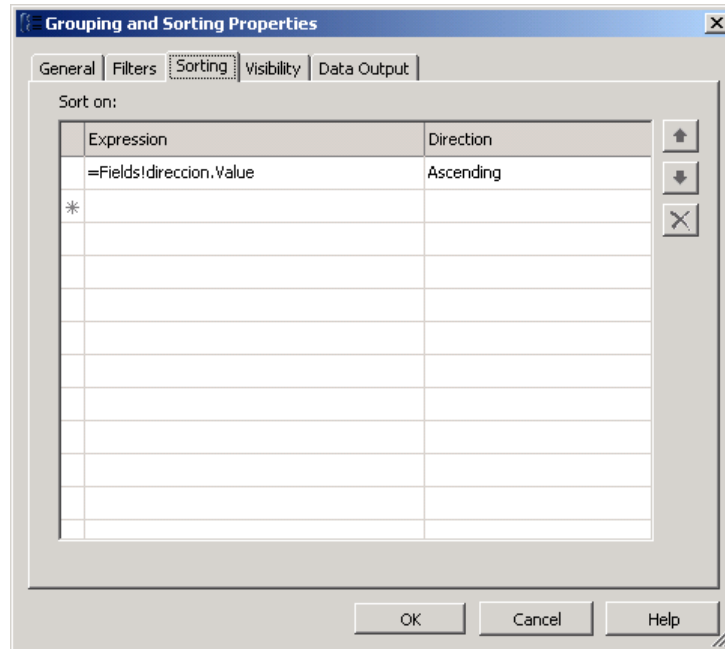 Grouping and Sorting Properties
General Filters Sorting Visibility Data Output
Sort on:
Expression Direction
=Fields!direccion.Value Ascending
OK Cancel Help